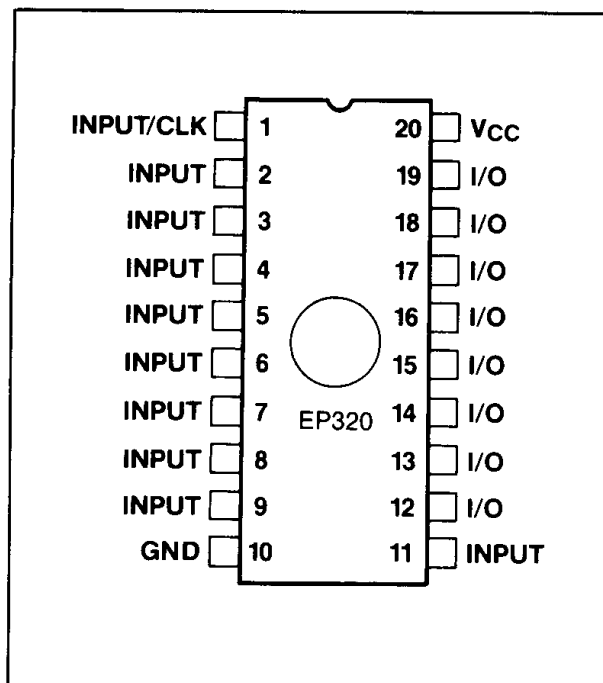 INPUT/CLK 1 20 VCC
INPUT 2 19 I/O
INPUT 3 18 I/O
INPUT 4 17 I/O
INPUT 5 16 I/O
INPUT 6 15 I/O
INPUT 7 14 I/O
EP320
INPUT 8 13 I/O
INPUT 9 12 I/O
GND 10 11 INPUT